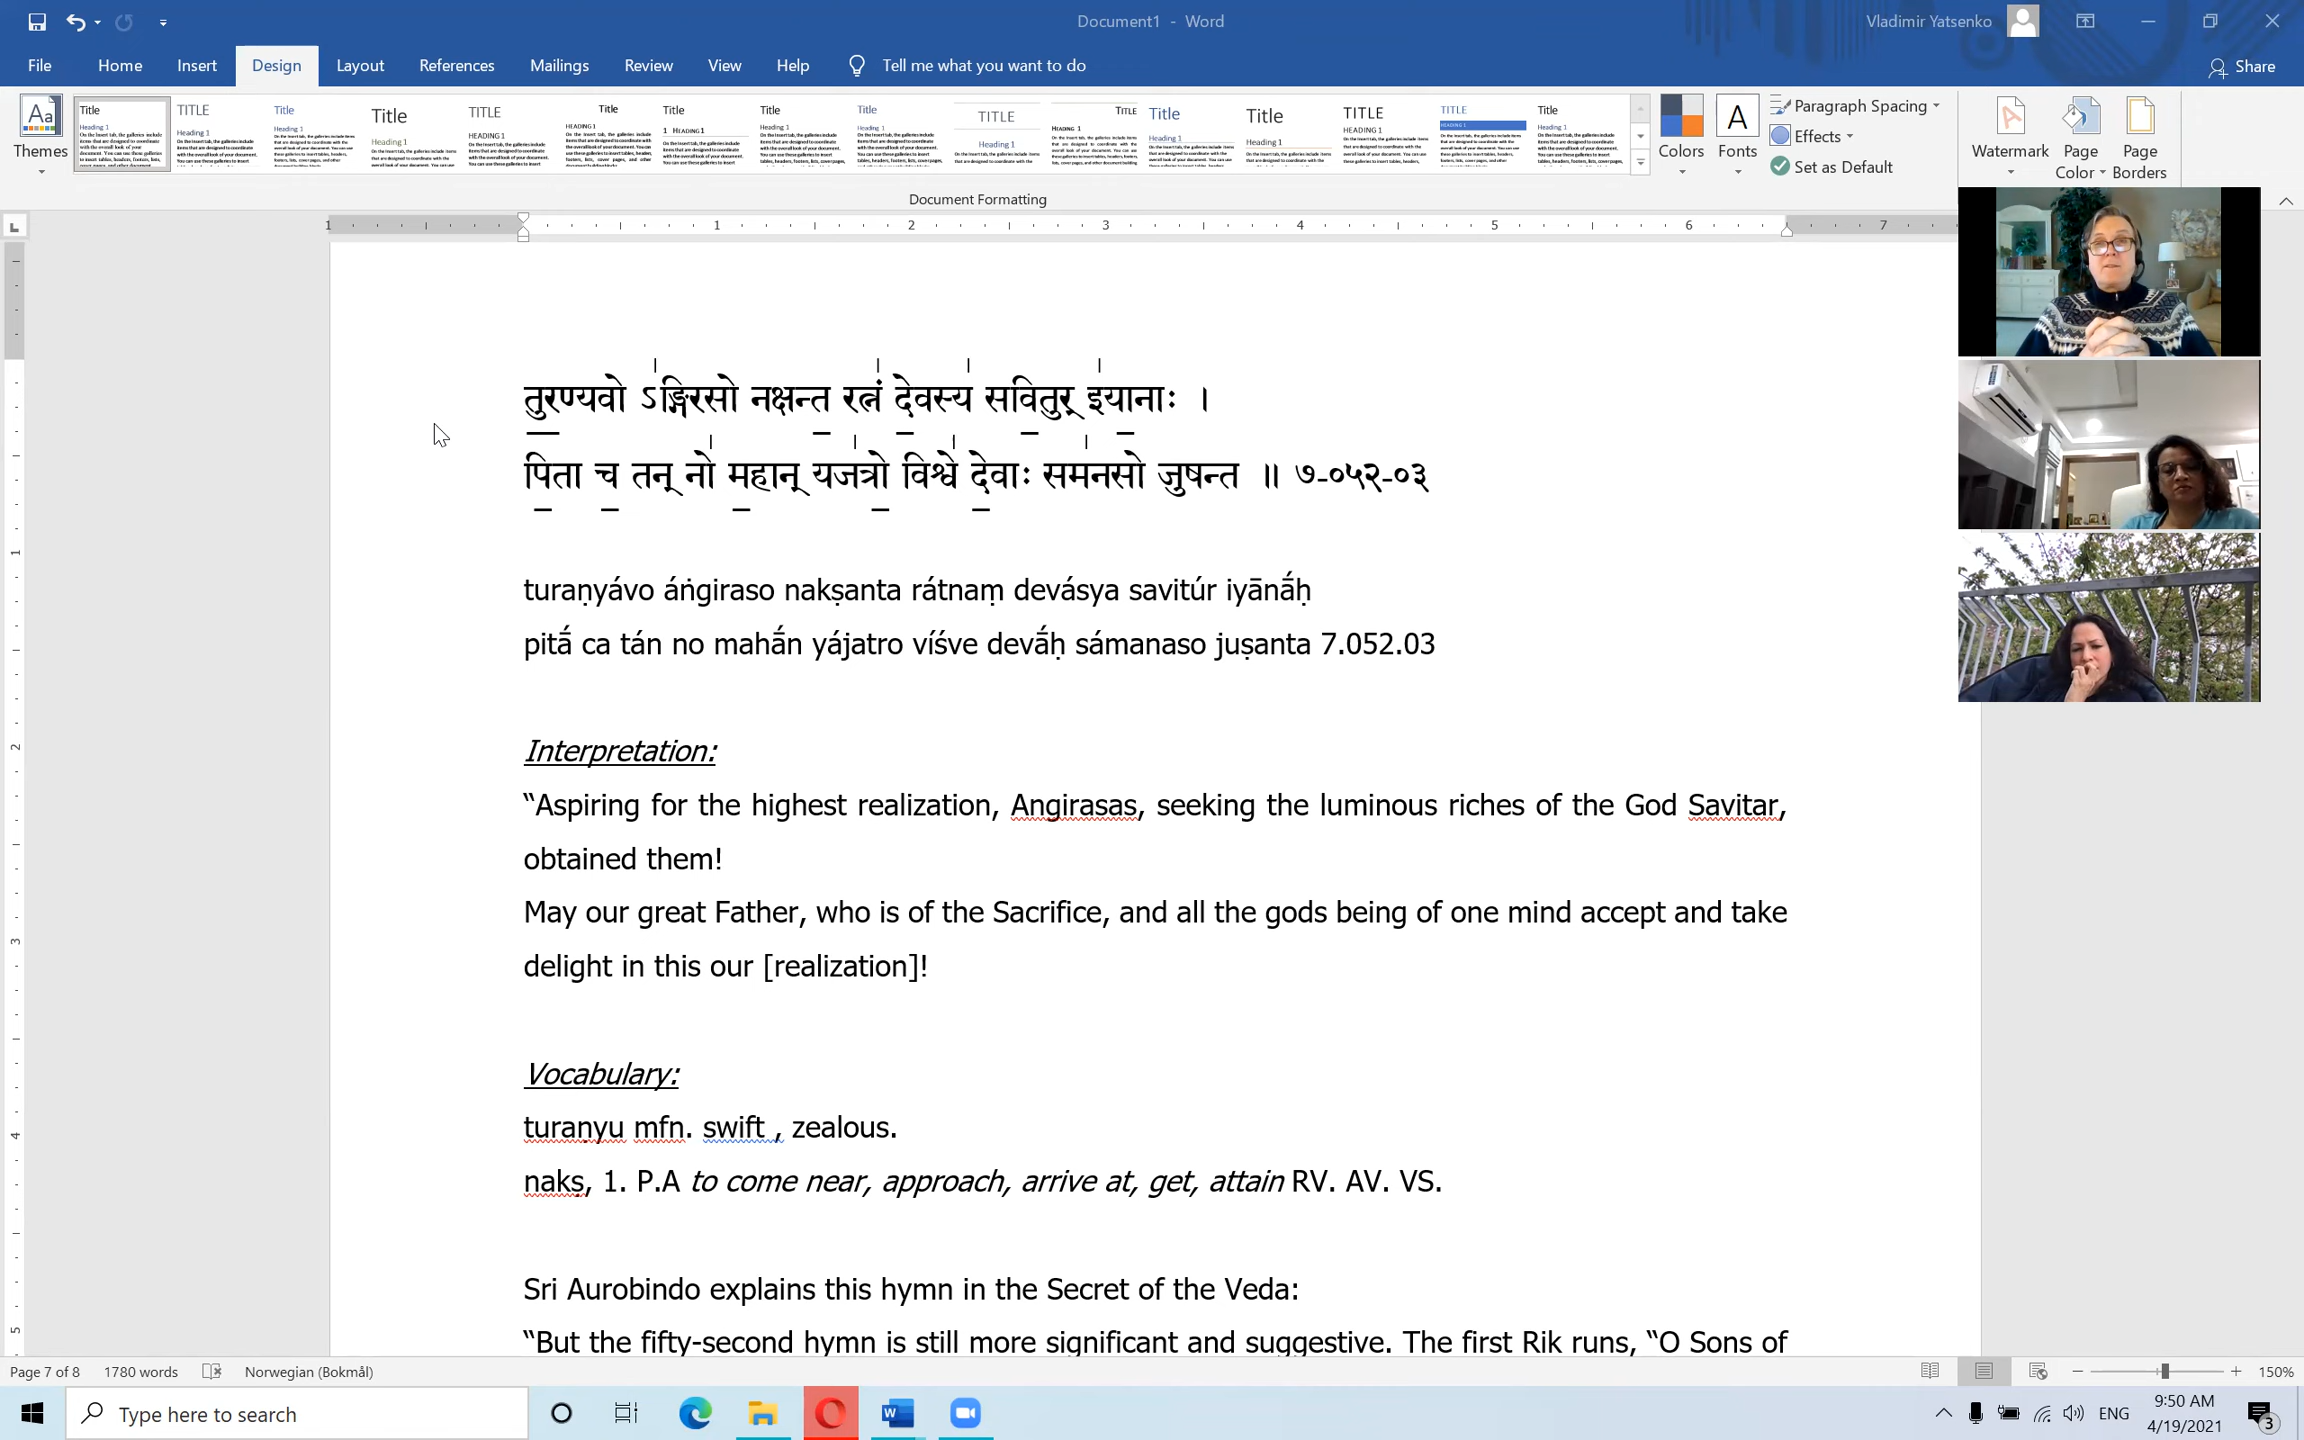 Document1 - Word
Vladimir Yatsenko
File Home Insert Design Layout References Mailings Review View Help Tell me what you want to do
Share
Themes
Colors
Fonts
Paragraph Spacing
Effects
Set as Default
Watermark
Page Color
Page Borders
Document Formatting
तुरण्यवो ऽङ्गिरसो नक्षन्त रत्नं देवस्य सवितुर् इयानाः ।
पिता च तन् नो महान् यजत्रो विश्वे देवाः समनसो जुषन्त ॥ ७-०५२-०३
turaṇyávo áṅgiraso nakṣanta rátnaṃ devásya savitúr iyānā́ḥ
pitā́ ca tán no mahā́n yájatro víśve devā́ḥ sámanaso juṣanta 7.052.03
Interpretation:
“Aspiring for the highest realization, Angirasas, seeking the luminous riches of the God Savitar,
obtained them!
May our great Father, who is of the Sacrifice, and all the gods being of one mind accept and take
delight in this our [realization]!
Vocabulary:
turaṇyu mfn. swift , zealous.
nakṣ, 1. P.A to come near, approach, arrive at, get, attain RV. AV. VS.
Sri Aurobindo explains this hymn in the Secret of the Veda:
“But the fifty-second hymn is still more significant and suggestive. The first Rik runs, “O Sons of
Page 7 of 8 1780 words Norwegian (Bokmål) 150%
Type here to search
ENG
9:50 AM
4/19/2021
3